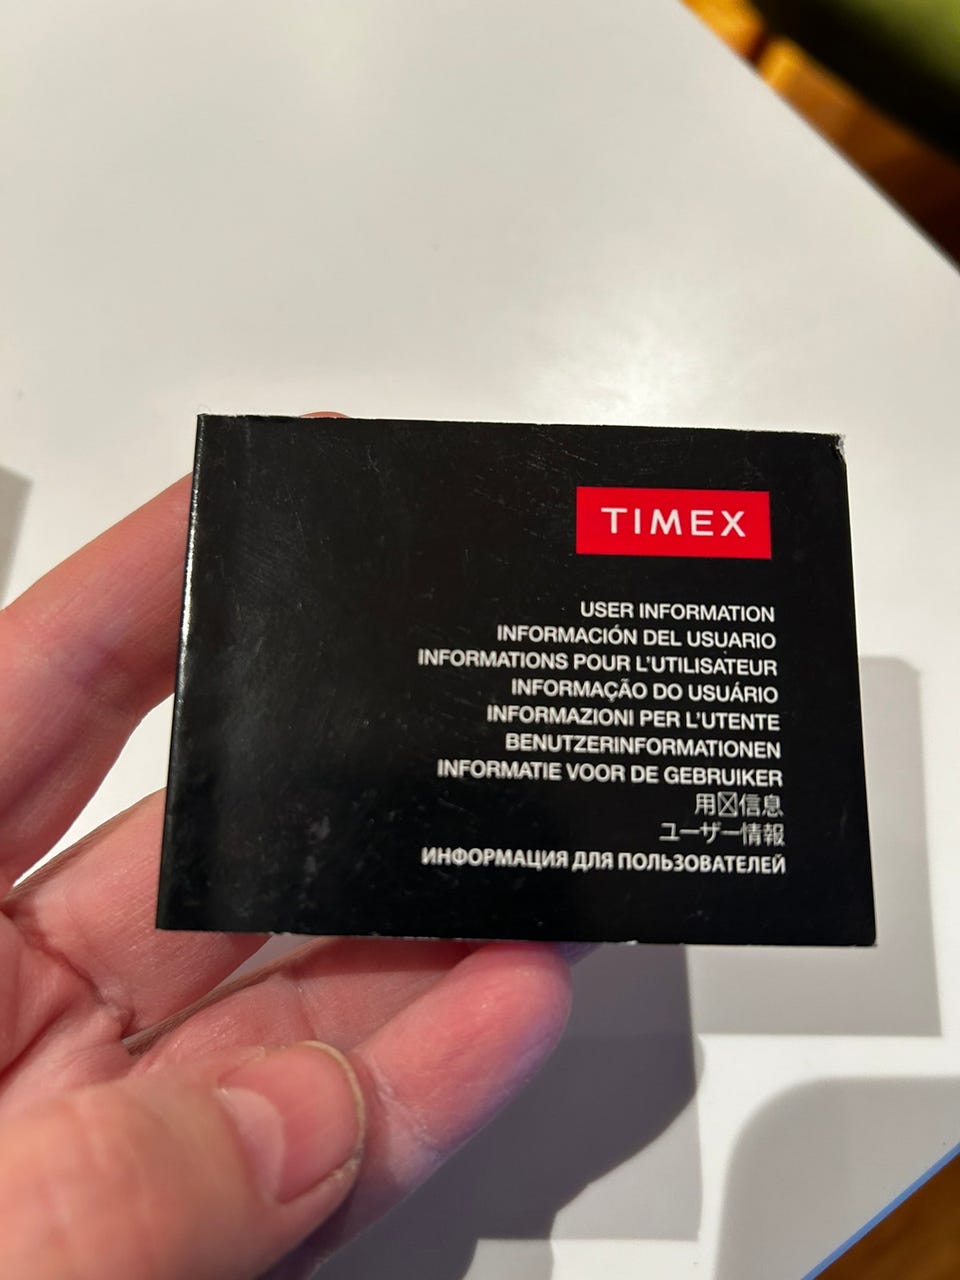 TIMEX
USER INFORMATION
INFORMACIÓN DEL USUARIO
INFORMATIONS POUR L'UTILISATEUR
INFORMAÇÃO DO USUÁRIO
INFORMAZIONI PER L'UTENTE
BENUTZERINFORMATIONEN
INFORMATIE VOOR DE GEBRUIKER
用☒信息
ユーザー情報
ИНФОРМАЦИЯ ДЛЯ ПОЛЬЗОВАТЕЛЕЙ